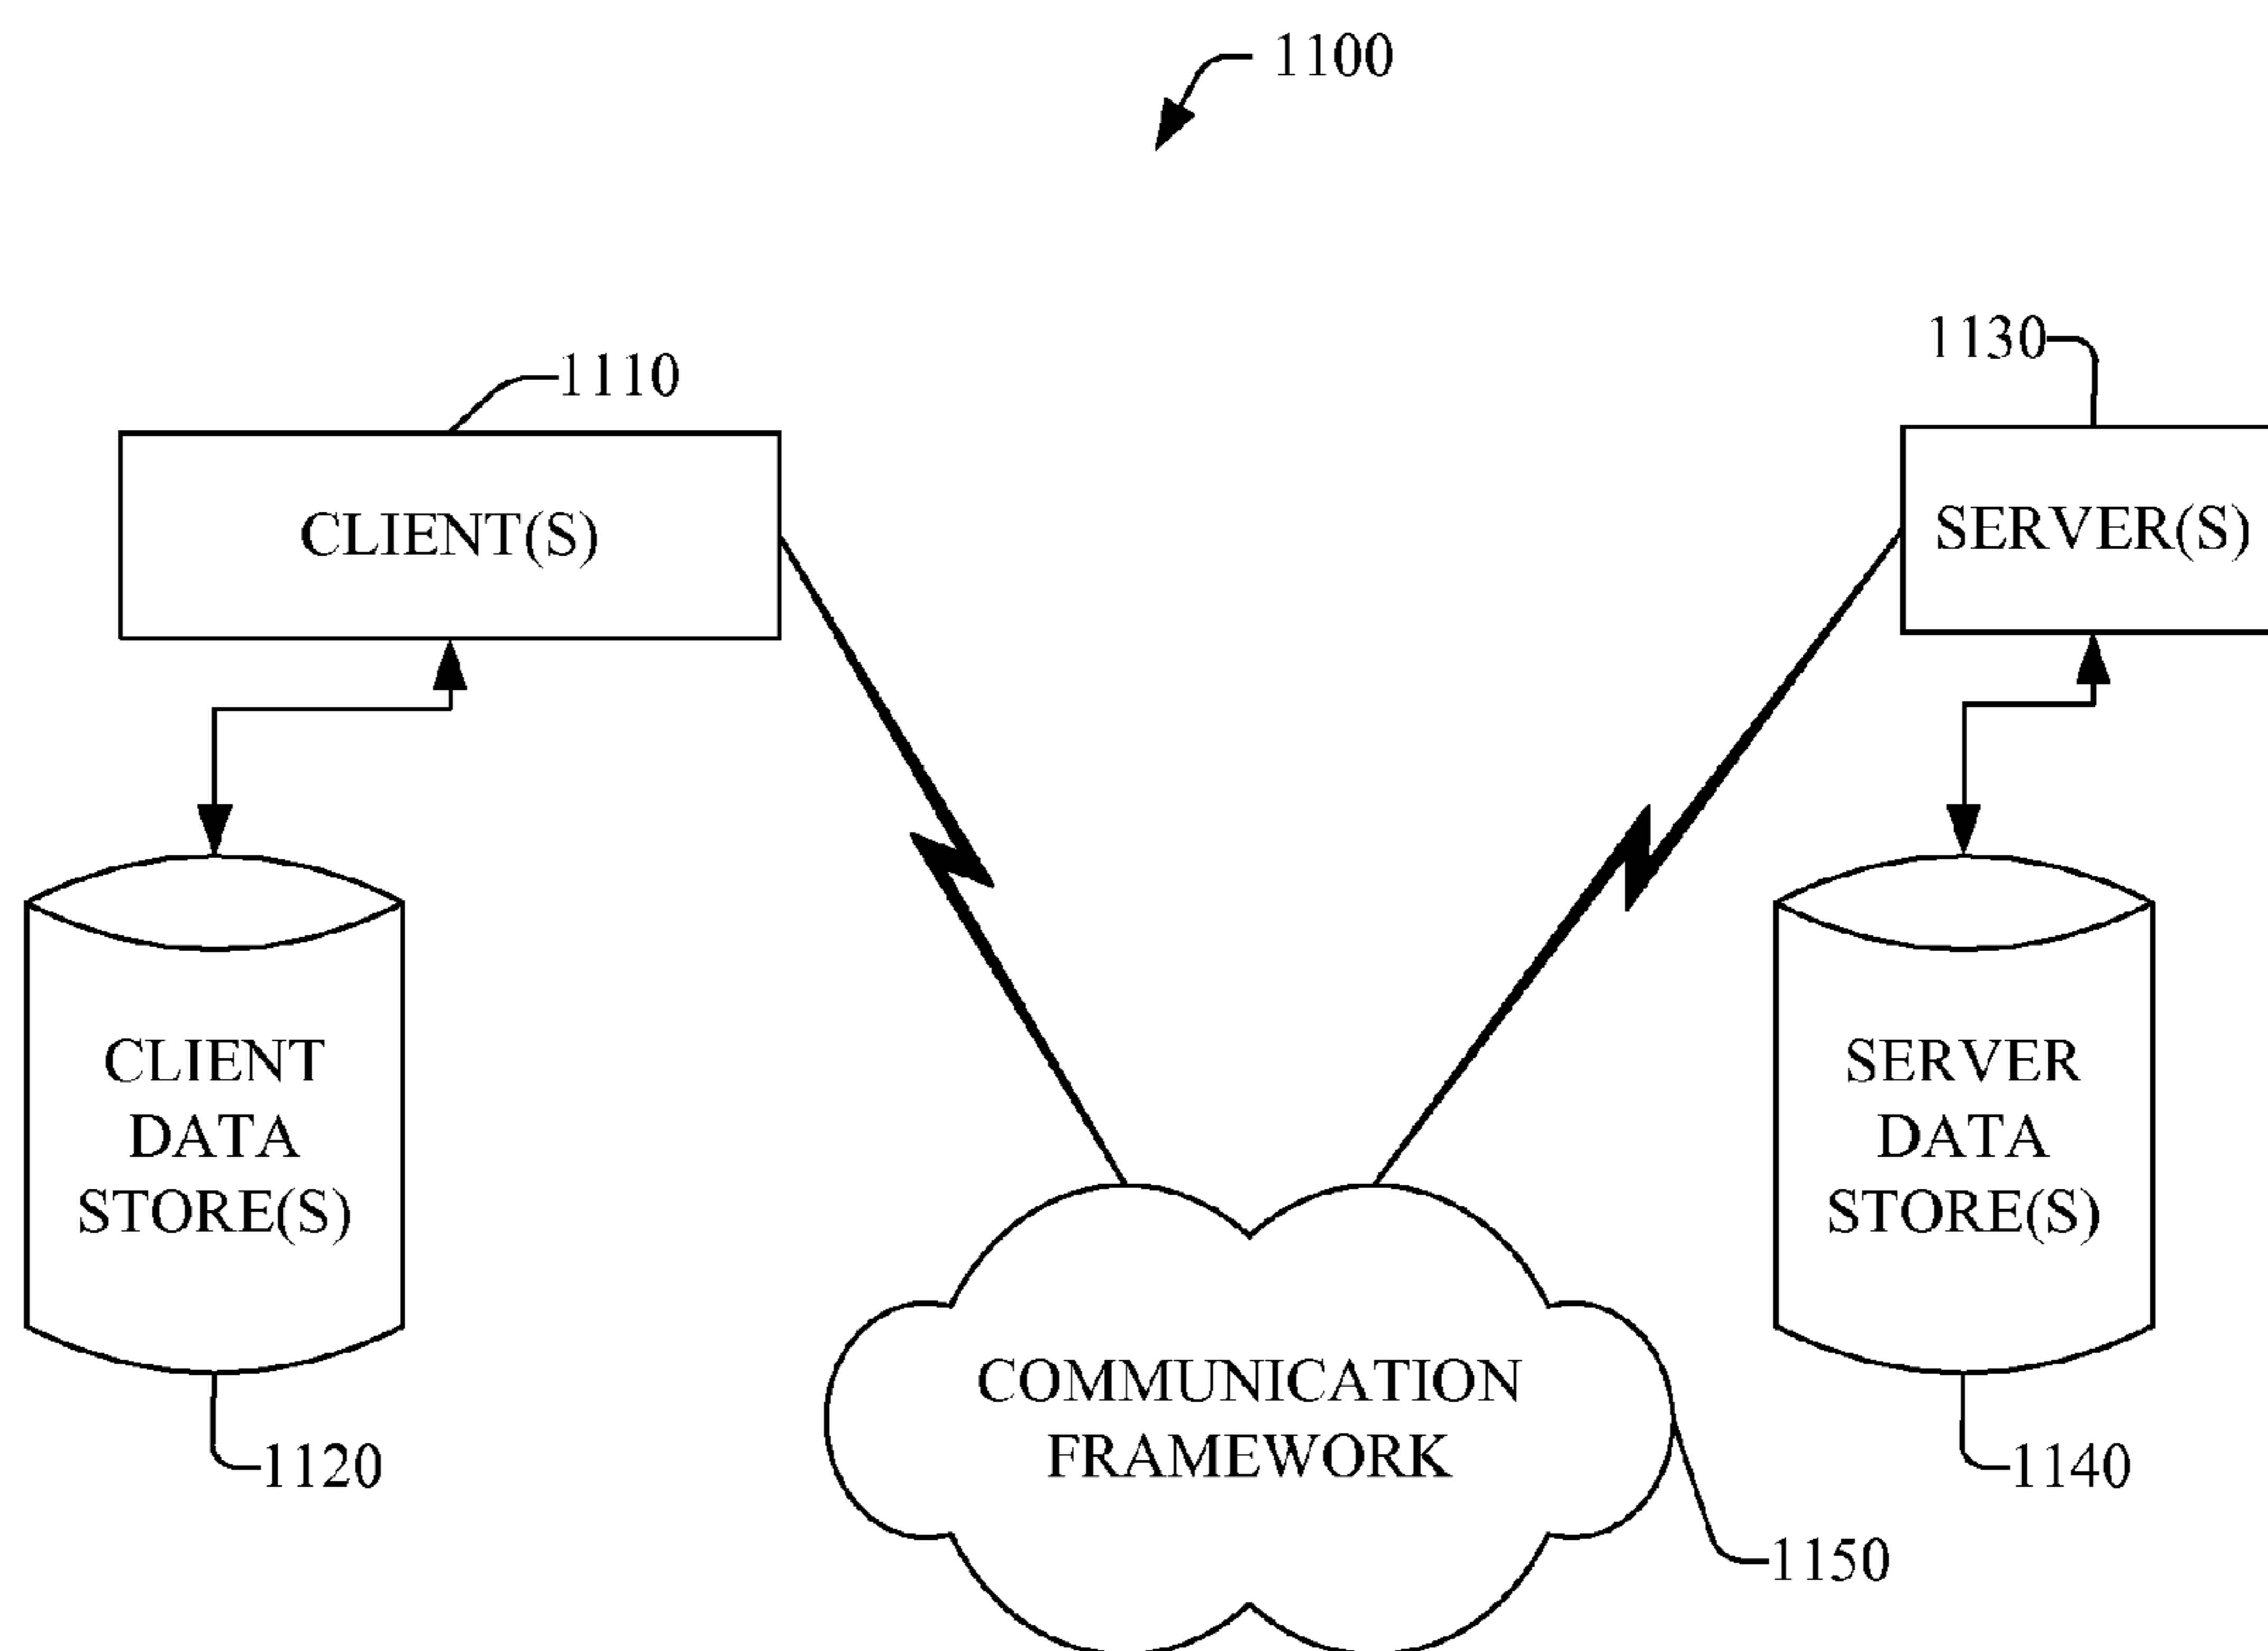 1100
1110
1130
CLIENT(S)
SERVER(S)
CLIENT
DATA
STORE(S)
SERVER
DATA
STORE(S)
COMMUNICATION
FRAMEWORK
1120
1140
1150